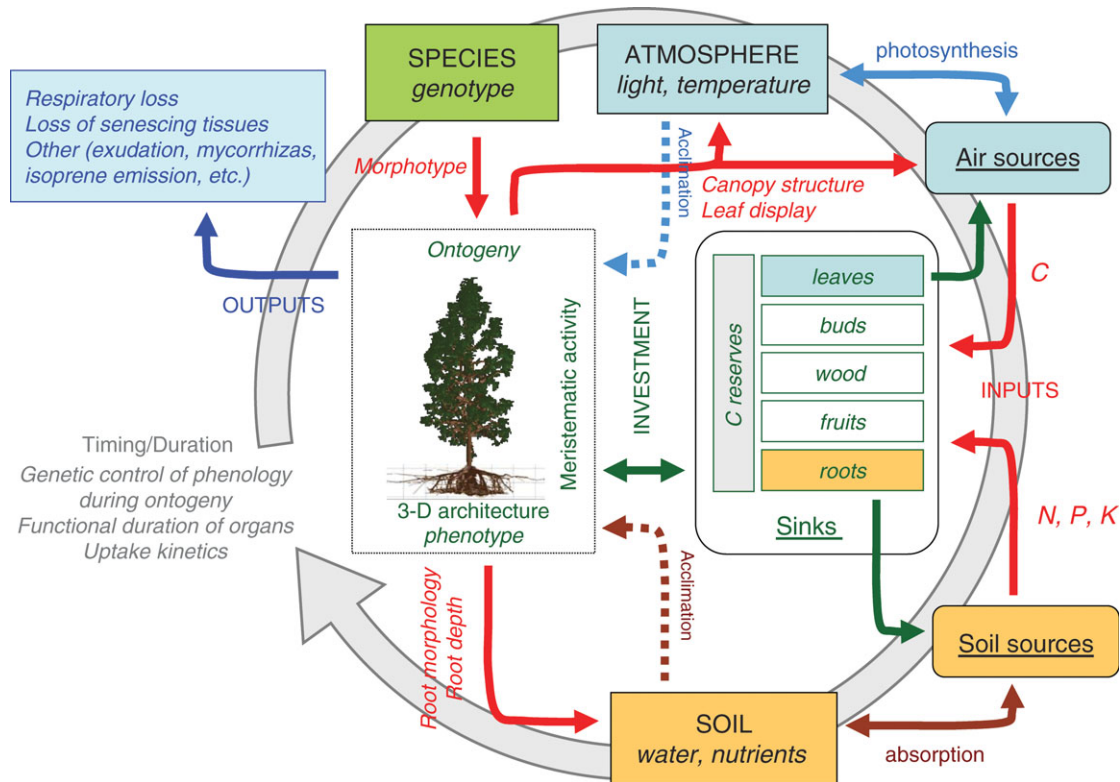 SPECIES
genotype
ATMOSPHERE
light, temperature
photosynthesis
Respiratory loss
Loss of senescing tissues
Other (exudation, mycorrhizas,
isoprene emission, etc.)
Morphotype
Acclimation
Canopy structure
Leaf display
Air sources
Ontogeny
OUTPUTS
Meristematic activity
INVESTMENT
C reserves
leaves
buds
wood
fruits
roots
Sinks
C
INPUTS
N, P, K
Timing/Duration
Genetic control of phenology
during ontogeny
Functional duration of organs
Uptake kinetics
3-D architecture
phenotype
Acclimation
Root morphology
Root depth
Soil sources
SOIL
water, nutrients
absorption